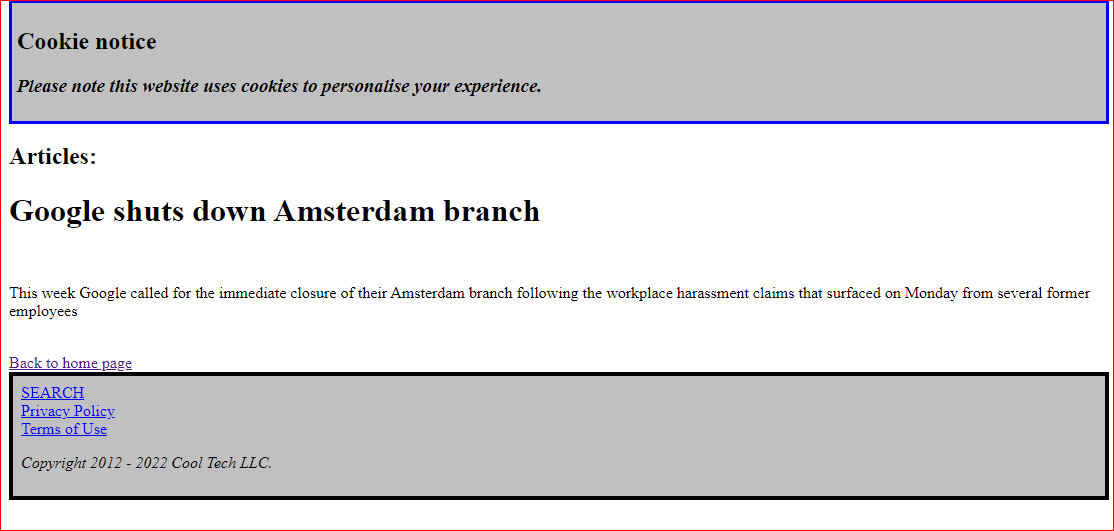 Cookie notice
Please note this website uses cookies to personalise your experience.
Articles:
Google shuts down Amsterdam branch
This week Google called for the immediate closure of their Amsterdam branch following the workplace harassment claims that surfaced on Monday from several former
employees
Back to home page
SEARCH
Privacy Policy
Terms of Use
Copyright 2012 - 2022 Cool Tech LLC.